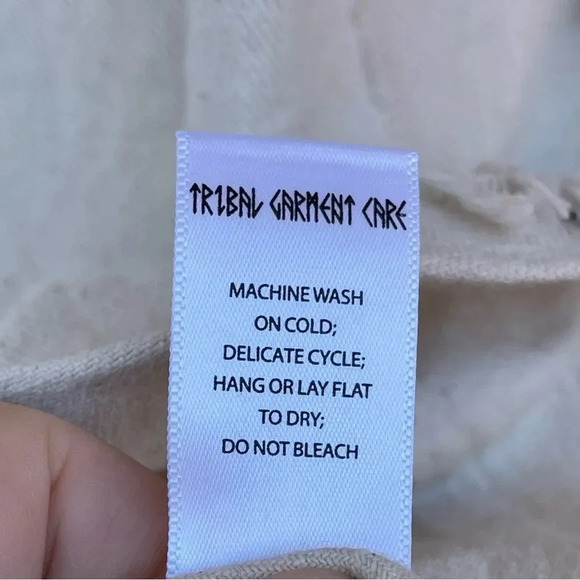 TRIBAL GARMENT CARE
MACHINE WASH
ON COLD;
DELICATE CYCLE;
HANG OR LAY FLAT
TO DRY;
DO NOT BLEACH